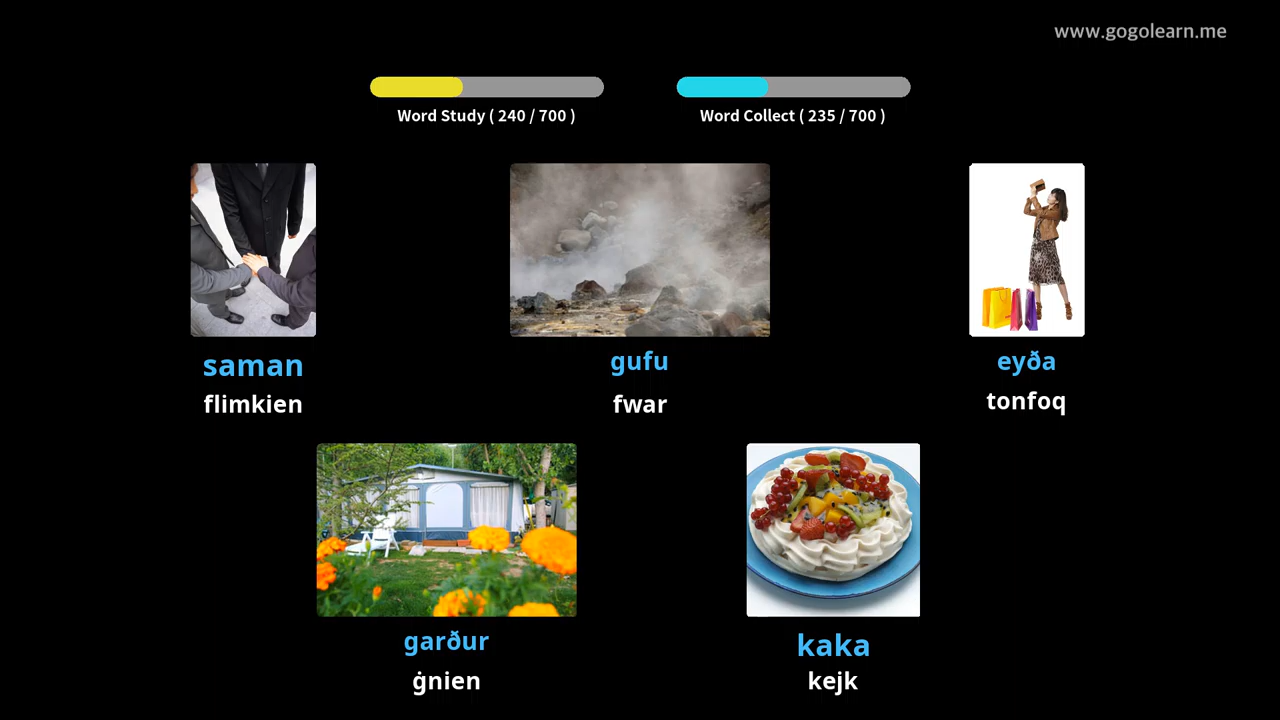 www.gogolearn.me
Word Study ( 240 / 700 )
Word Collect ( 235 / 700 )
saman
flimkien
gufu
fwar
eyða
tonfoq
garður
ġnien
kaka
kejk